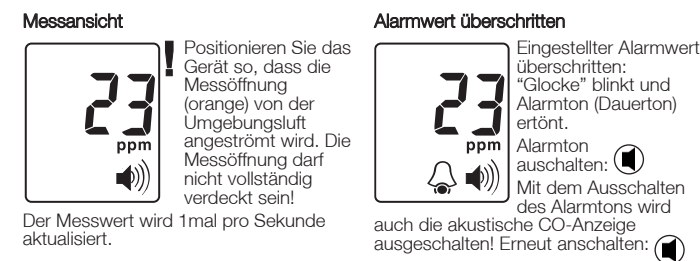 Messansicht
23
ppm
! Positionieren Sie das
Gerät so, dass die
Messöffnung
(orange) von der
Umgebungsluft
angeströmt wird. Die
Messöffnung darf
nicht vollständig
verdeckt sein!
Der Messwert wird 1mal pro Sekunde
aktualisiert.
Alarmwert überschritten
23
ppm
Eingestellter Alarmwert
überschritten:
“Glocke” blinkt und
Alarmton (Dauerton)
ertönt.
Alarmton
auschalten:
Mit dem Ausschalten
des Alarmtons wird
auch die akustische CO-Anzeige
ausgeschalten! Erneut anschalten: